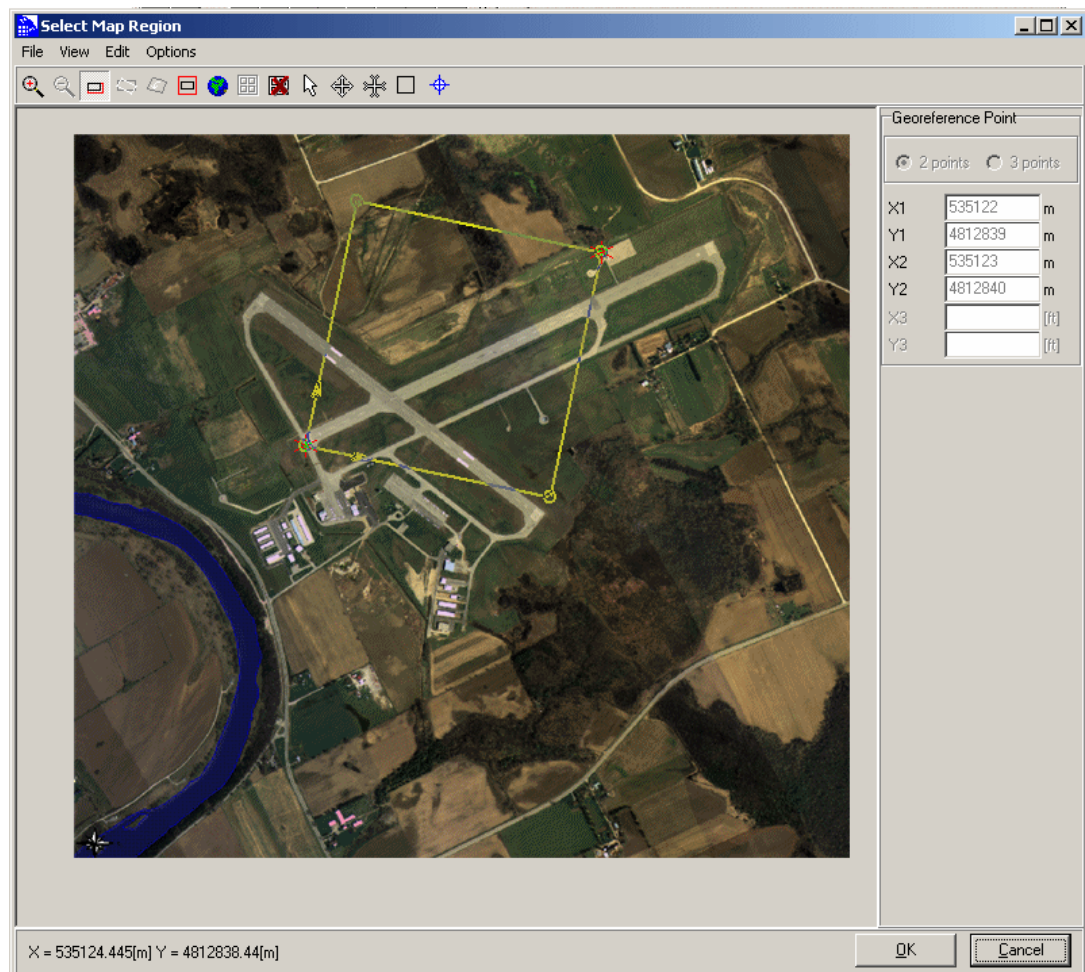 Select Map Region
File View Edit Options
Georeference Point
2 points 3 points
X1 535122 m
Y1 4812839 m
X2 535123 m
Y2 4812840 m
X3 [ft]
Y3 [ft]
X = 535124.445[m] Y = 4812838.44[m]
OK Cancel